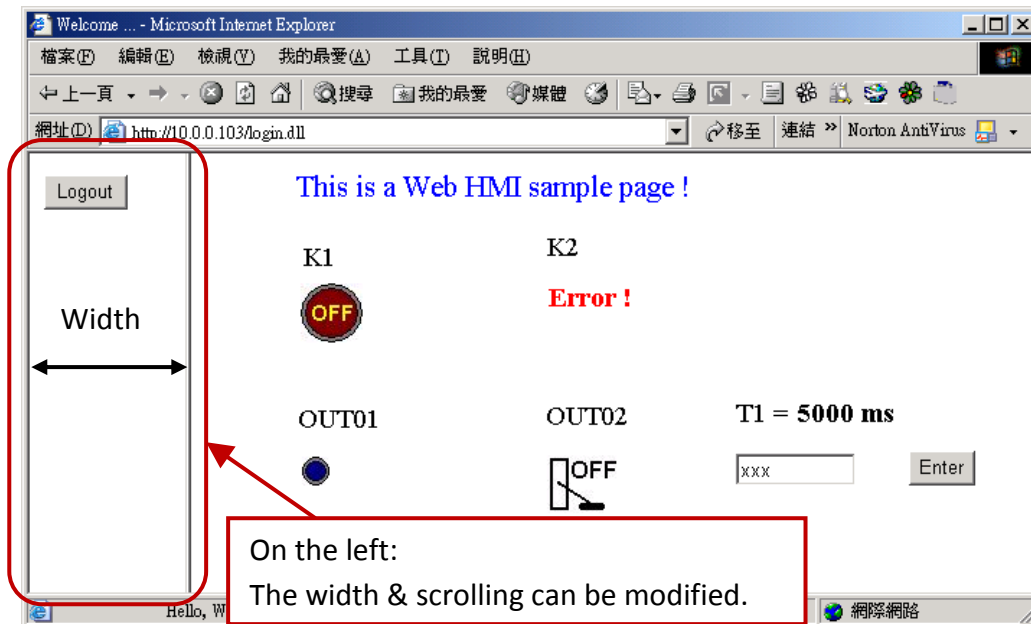 Welcome ... - Microsoft Internet Explorer
檔案(F) 編輯(E) 檢視(V) 我的最愛(A) 工具(T) 說明(H)
上一頁 搜尋 我的最愛 媒體
網址(D) http://10.0.0.103/login.dll 移至 連結 » Norton AntiVirus
Logout
This is a Web HMI sample page !
K1 K2
OFF Error !
Width
OUT01 OUT02 T1 = 5000 ms
OFF xxx Enter
On the left:
The width & scrolling can be modified.
Hello, W 網際網路